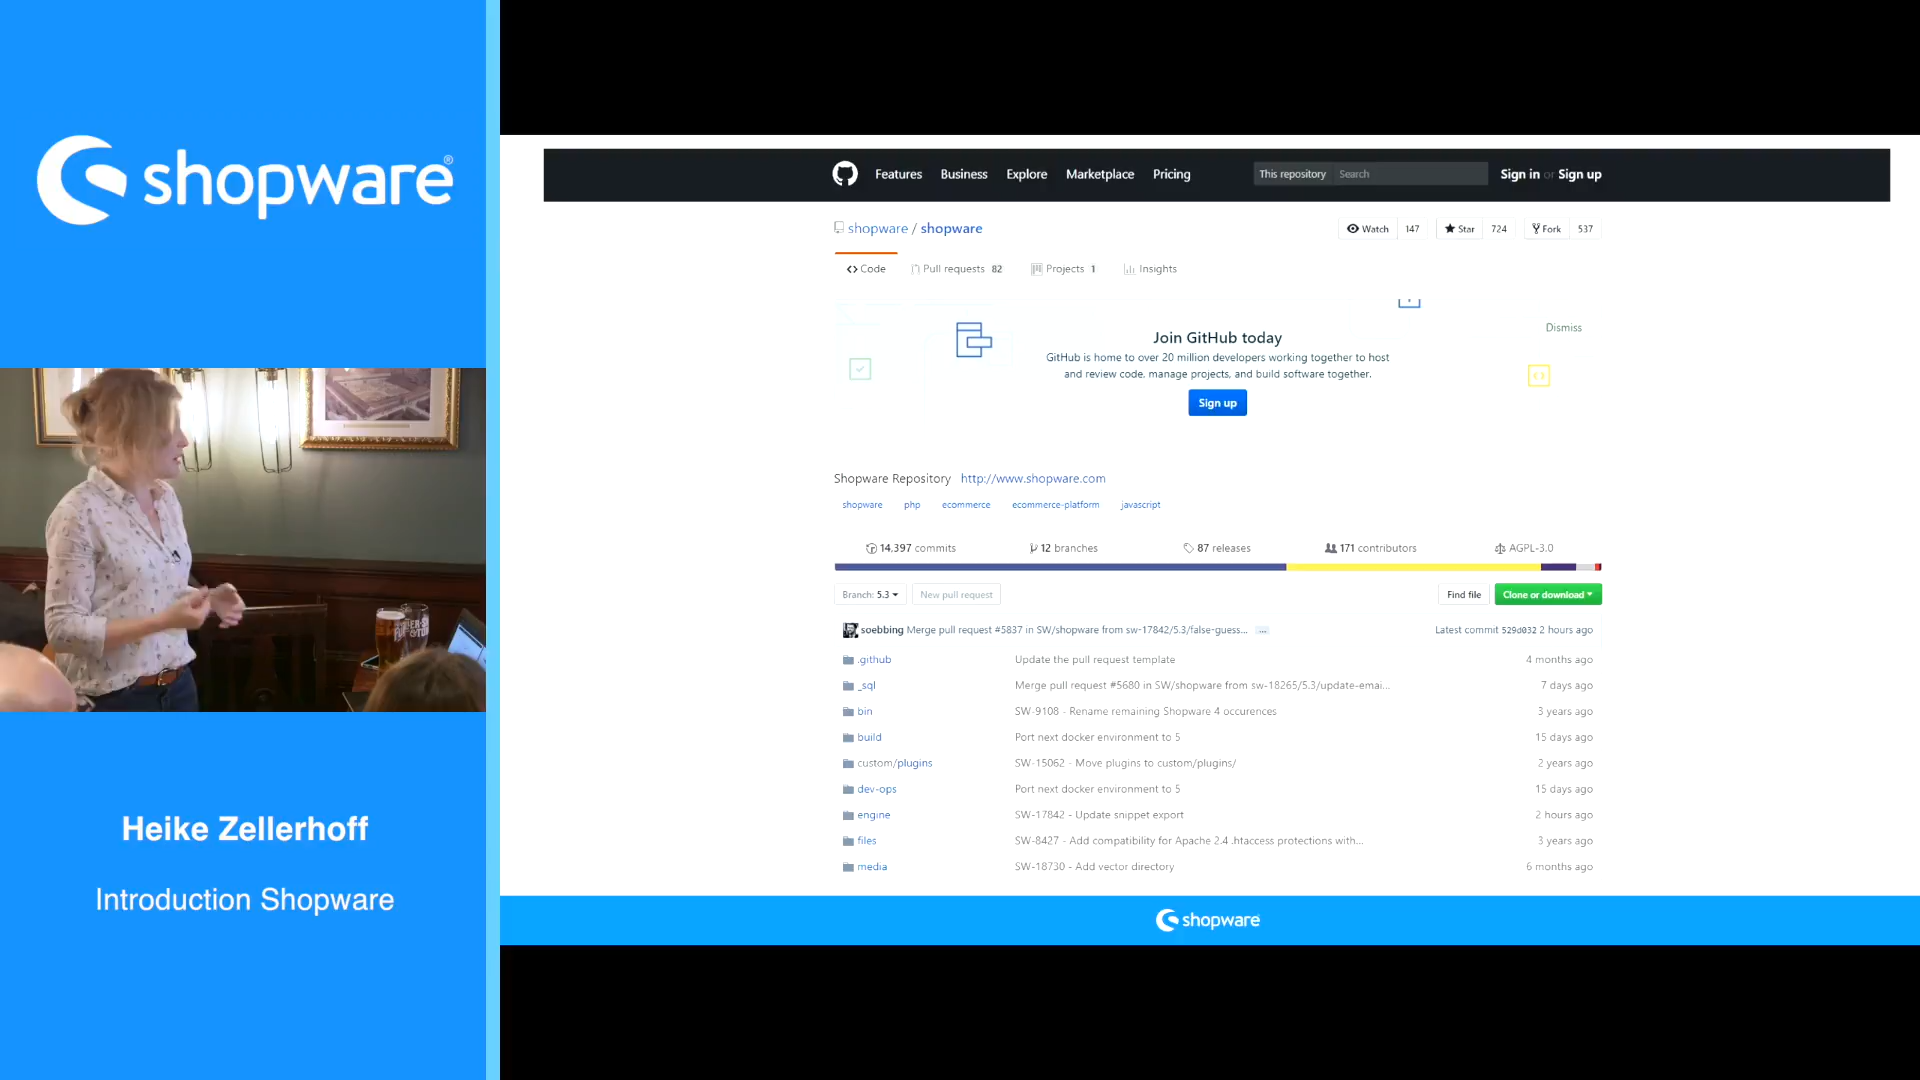 shopware®
Heike Zellerhoff
Introduction Shopware
Features Business Explore Marketplace Pricing This repository Search Sign in or Sign up
shopware / shopware Watch 147 Star 724 Fork 537
Code Pull requests 82 Projects 1 Insights
Join GitHub today
Dismiss
GitHub is home to over 20 million developers working together to host
and review code, manage projects, and build software together.
Sign up
Shopware Repository http://www.shopware.com
shopware php ecommerce ecommerce-platform javascript
14,397 commits 12 branches 87 releases 171 contributors AGPL-3.0
Branch: 5.3 New pull request Find file Clone or download
soebbing Merge pull request #5837 in SW/shopware from sw-17842/5.3/false-guess... ... Latest commit 529d032 2 hours ago
.github Update the pull request template 4 months ago
_sql Merge pull request #5680 in SW/shopware from sw-18265/5.3/update-emai... 7 days ago
bin SW-9108 - Rename remaining Shopware 4 occurences 3 years ago
build Port next docker environment to 5 15 days ago
custom/plugins SW-15062 - Move plugins to custom/plugins/ 2 years ago
dev-ops Port next docker environment to 5 15 days ago
engine SW-17842 - Update snippet export 2 hours ago
files SW-8427 - Add compatibility for Apache 2.4 .htaccess protections with... 3 years ago
media SW-18730 - Add vector directory 6 months ago
shopware